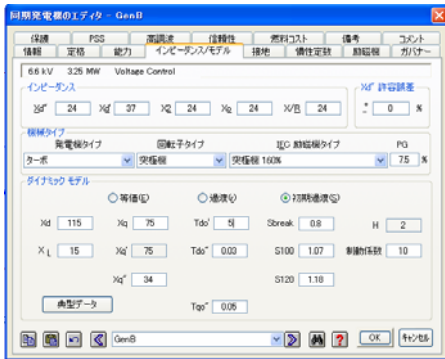 同期発電機のエディタ - GenB
保護 PSS 高調波 信頼性 燃料コスト 備考 コメント
情報 定格 能力 インピーダンス/モデル 接地 慣性定数 励磁機 ガバナー
6.6 kV 3.25 MW Voltage Control
インピーダンス
Xd" 24 Xd' 37 X2 24 X0 24 X/R 24
Xd" 許容誤差
± 0 %
機械タイプ
発電機タイプ 回転子タイプ IEC 励磁機タイプ PG
ターボ 突極機 突極機 160% 7.5 %
ダイナミック モデル
等価(E) 過渡(V) 初期過渡(S)
Xd 115 Xq 75 Tdo' 5 Sbreak 0.8 H 2
XL 15 Xq' 75 Tdo" 0.03 S100 1.07 制動係数 10
Xq" 34 S120 1.18
典型データ Tqo" 0.05
GenB OK キャンセル